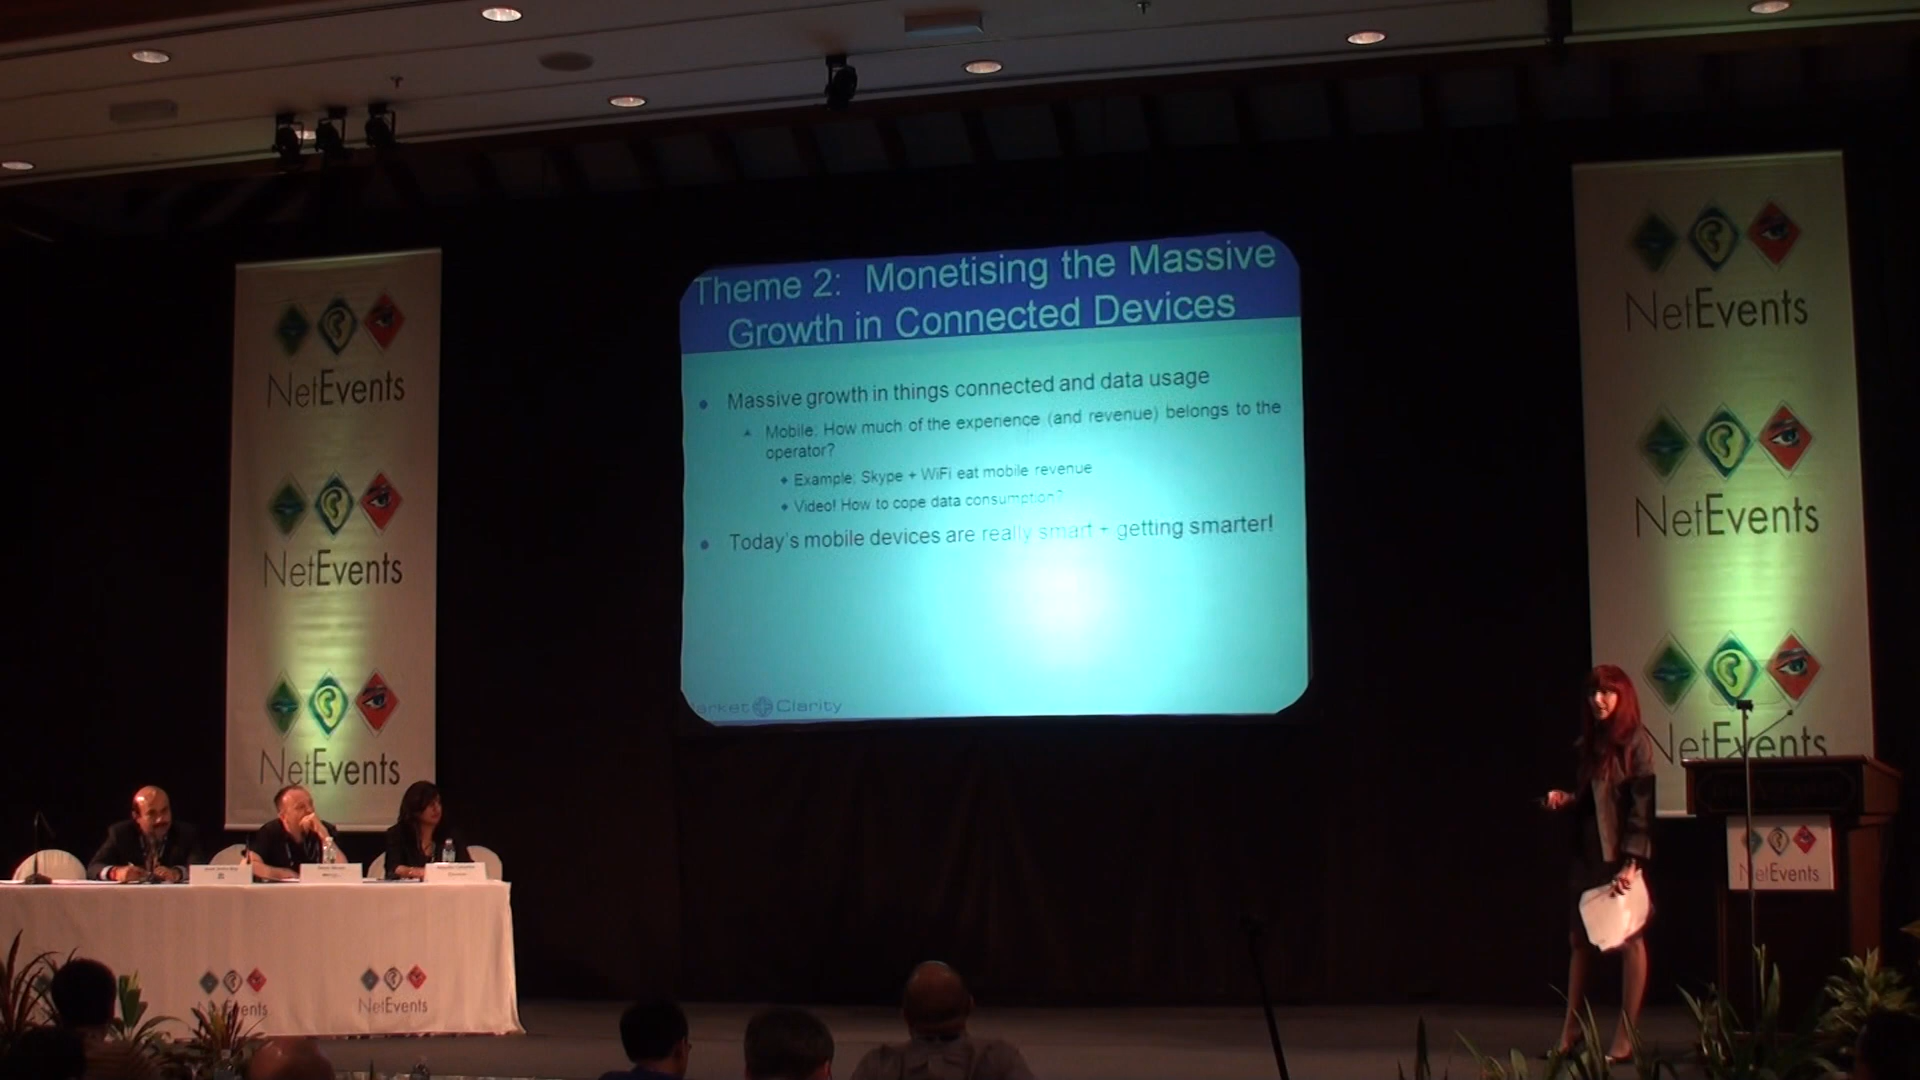 Theme 2: Monetising the Massive
Growth in Connected Devices
Massive growth in things connected and data usage
Mobile: How much of the experience (and revenue) belongs to the
operator?
Example: Skype + WiFi eat mobile revenue
Video! How to cope data consumption?
Today's mobile devices are really smart + getting smarter!
Market Clarity
NetEvents
NetEvents
NetEvents
NetEvents
NetEvents
NetEvents
NetEvents
NetEvents
NetEvents